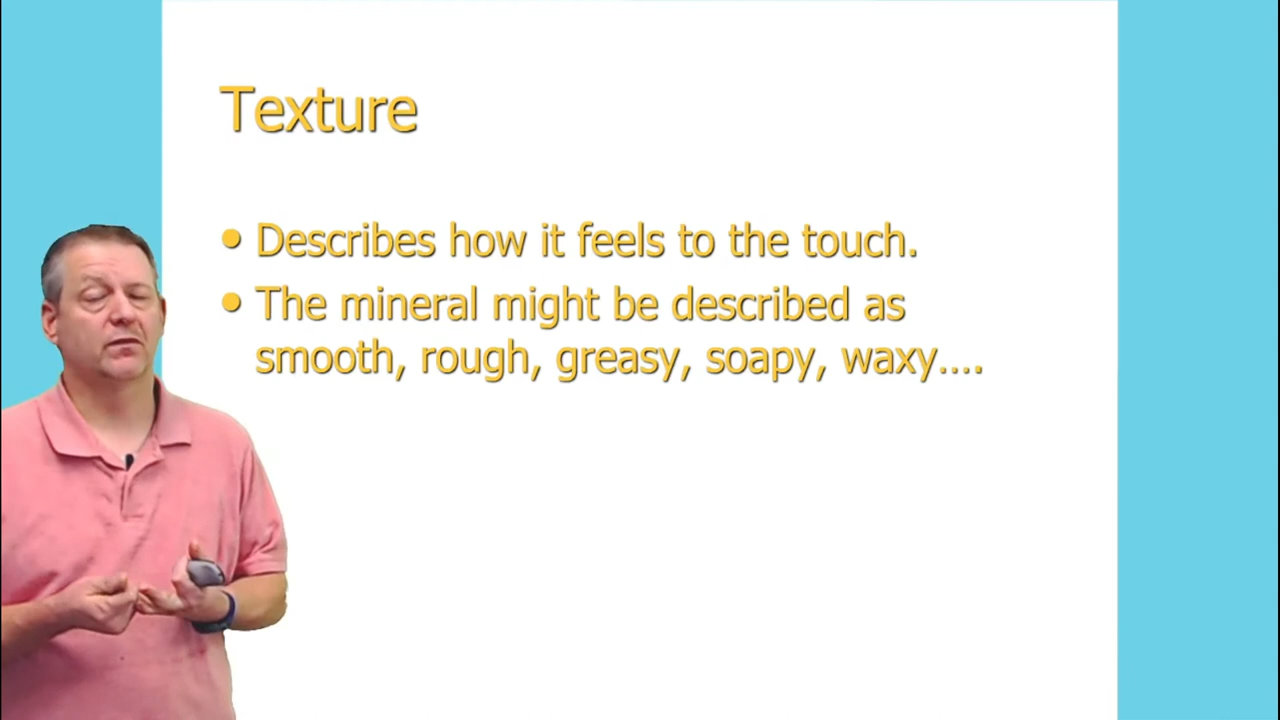 Texture
• Describes how it feels to the touch.
• The mineral might be described as
smooth, rough, greasy, soapy, waxy....